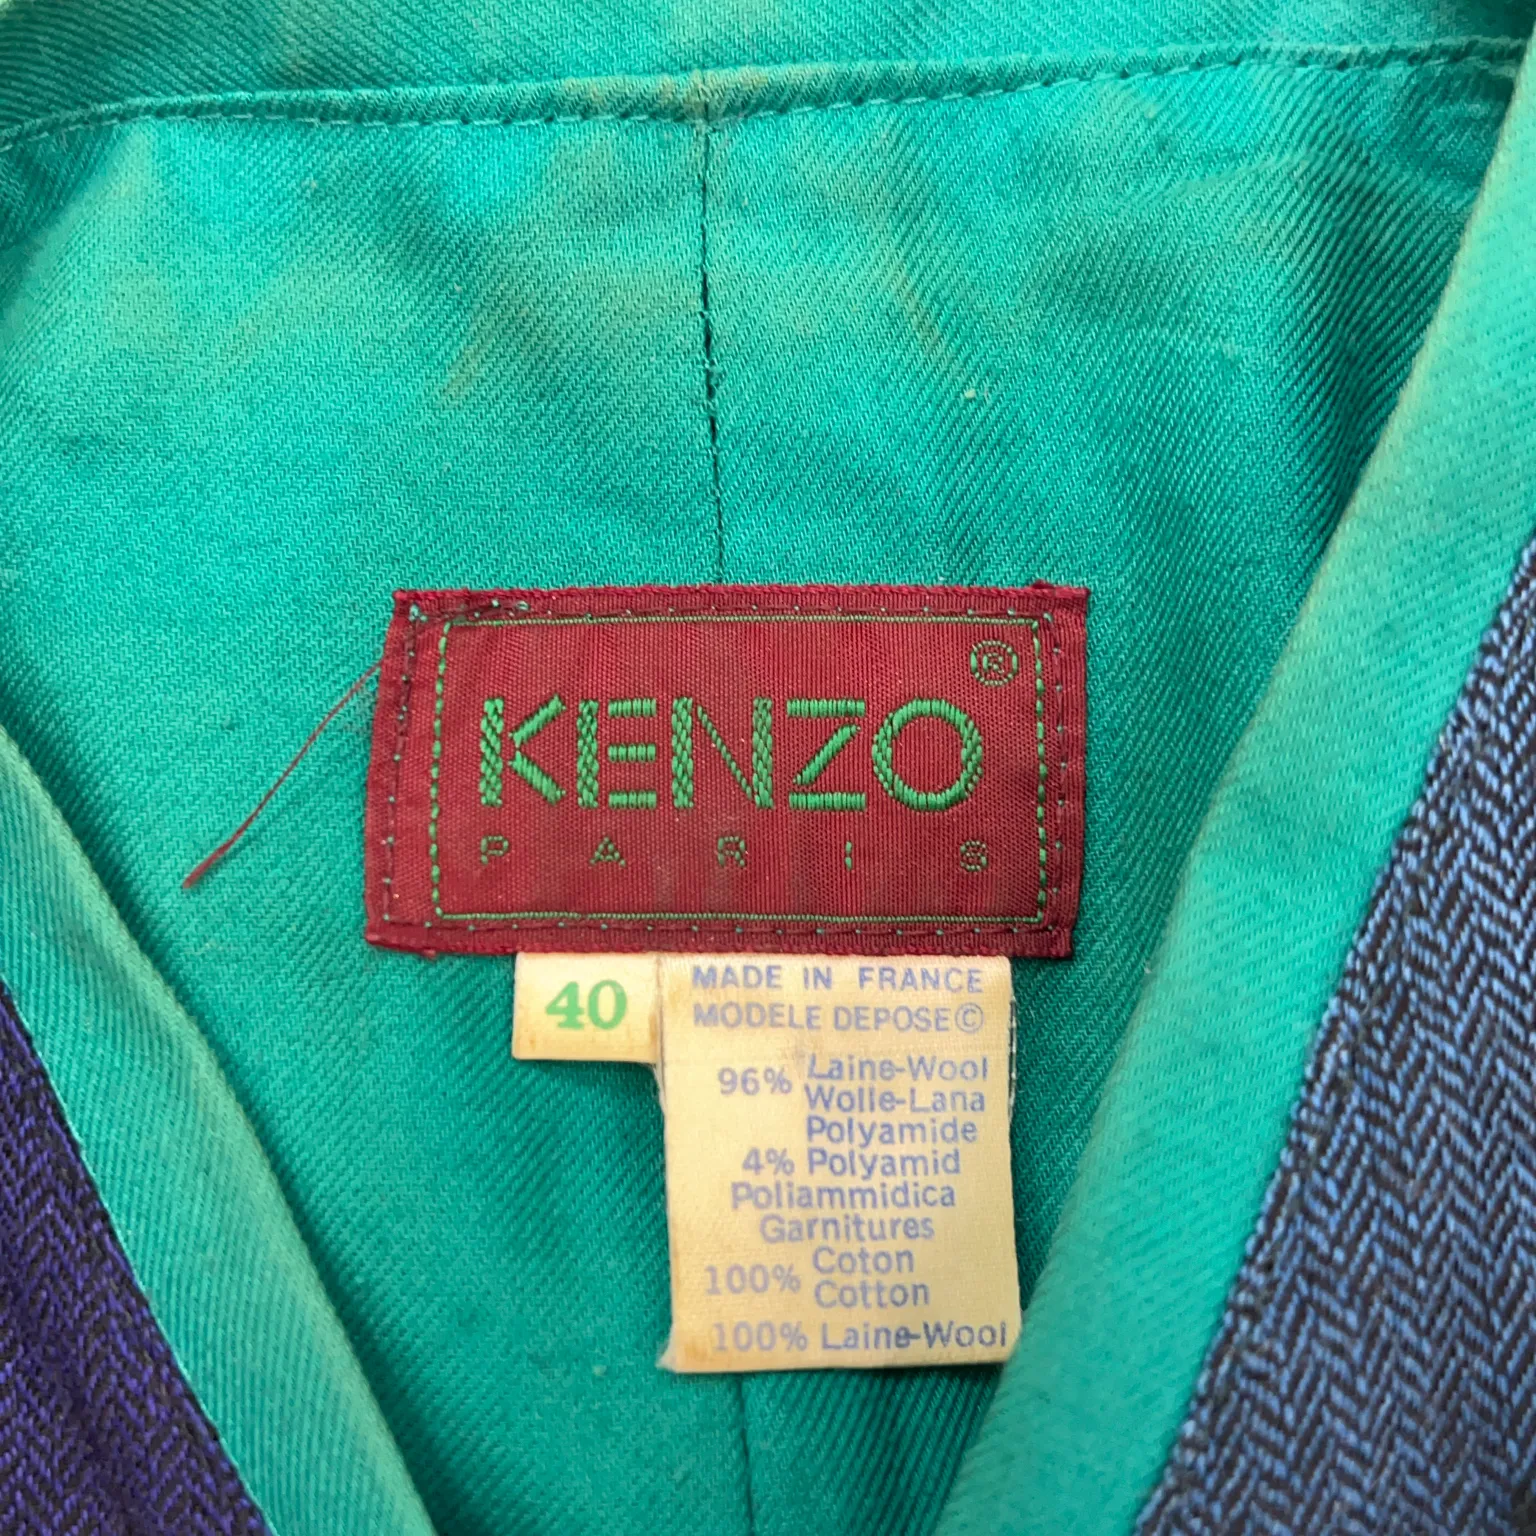 KENZO®
PARIS
40
MADE IN FRANCE
MODELE DEPOSE©
96% Laine-Wool
Wolle-Lana
Polyamide
4% Polyamid
Poliammidica
Garnitures
100% Coton
Cotton
100% Laine-Wool